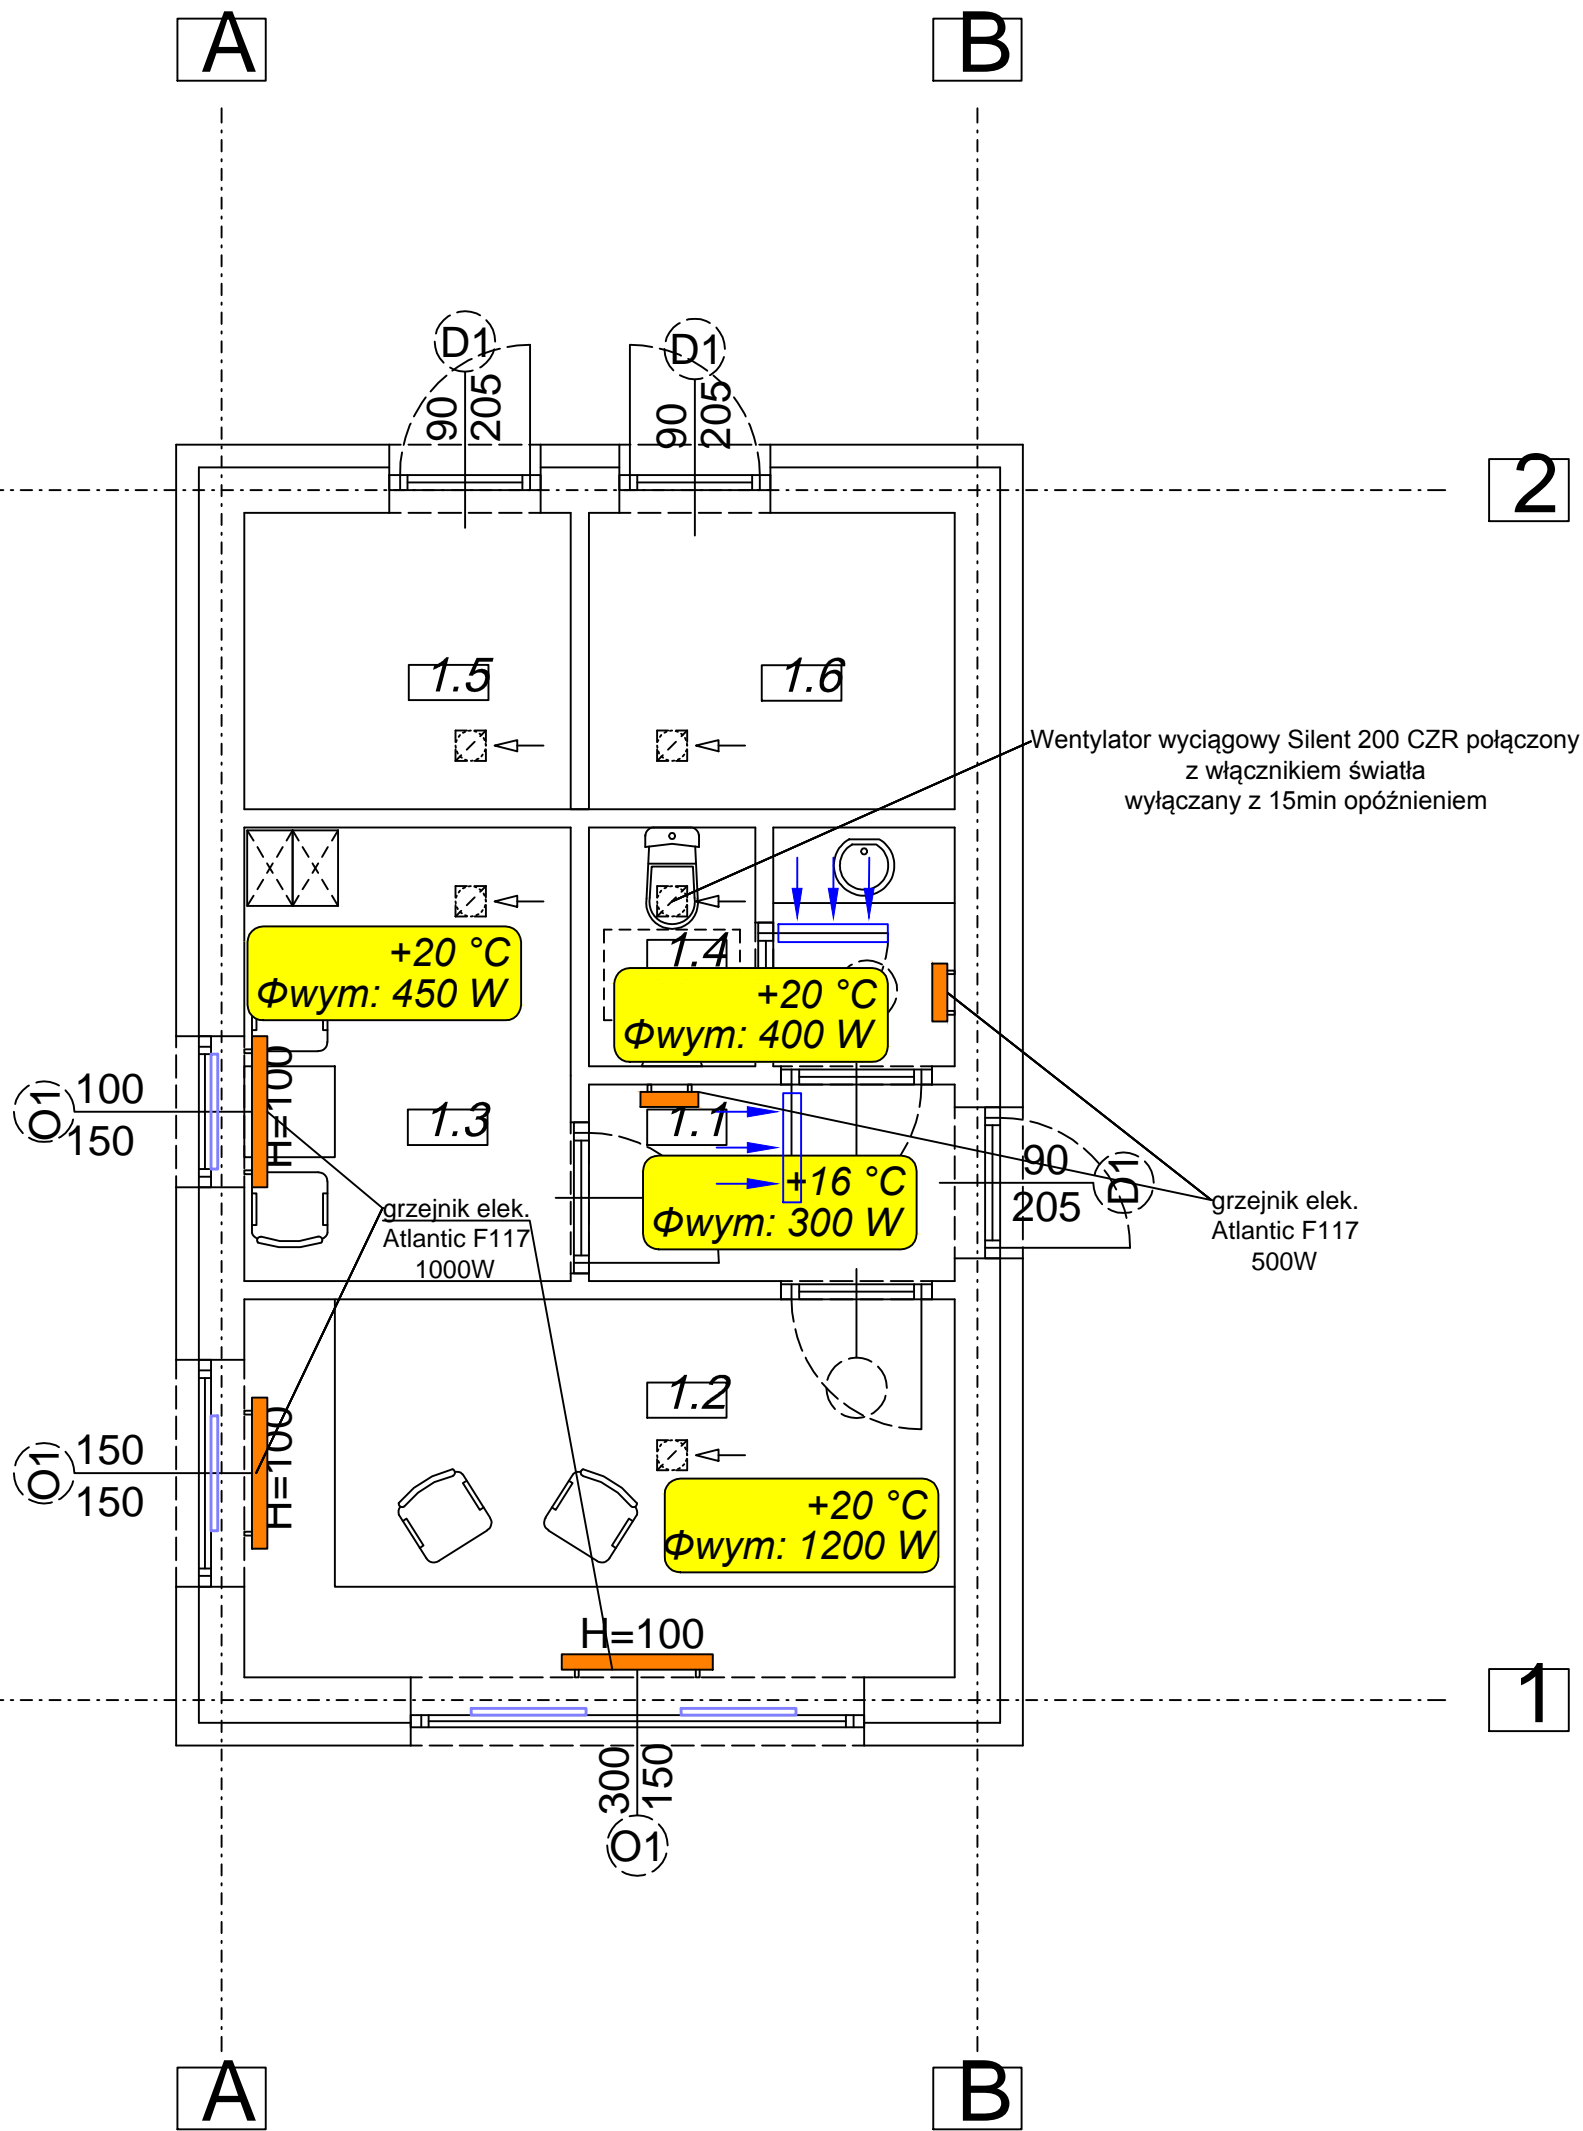 A
B
D1
D1
90
205
90
205
2
1.5
1.6
Wentylator wyciągowy Silent 200 CZR połączony
z włącznikiem światła
wyłączany z 15min opóźnieniem
+20 °C
Φwym: 450 W
1.4
+20 °C
Φwym: 400 W
O1
100
150
H=100
1.3
1.1
+16 °C
Φwym: 300 W
90
205
D1
grzejnik elek.
Atlantic F117
1000W
grzejnik elek.
Atlantic F117
500W
1.2
O1
150
150
H=100
+20 °C
Φwym: 1200 W
H=100
1
300
150
O1
A
B